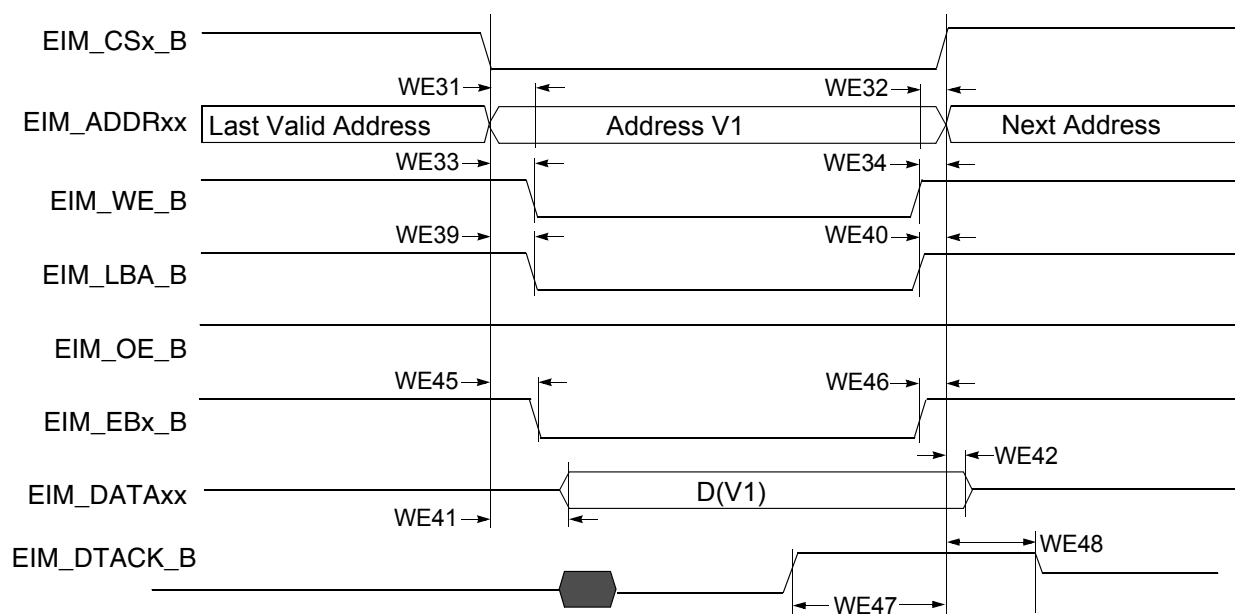 EIM_CSx_B
WE31
WE32
EIM_ADDRxx
Last Valid Address
Address V1
Next Address
WE33
WE34
EIM_WE_B
WE39
WE40
EIM_LBA_B
EIM_OE_B
WE45
WE46
EIM_EBx_B
WE42
EIM_DATAxx
D(V1)
WE41
EIM_DTACK_B
WE48
WE47